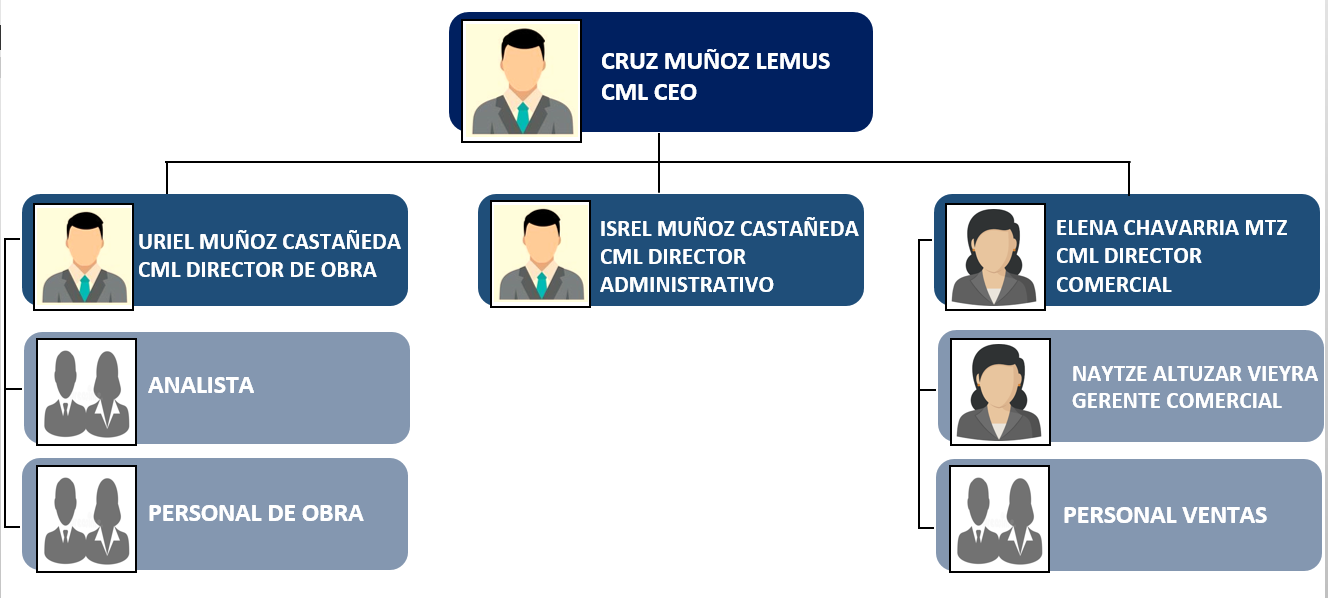 CRUZ MUÑOZ LEMUS
CML CEO
URIEL MUÑOZ CASTAÑEDA
CML DIRECTOR DE OBRA
ISREL MUÑOZ CASTAÑEDA
CML DIRECTOR
ADMINISTRATIVO
ELENA CHAVARRIA MTZ
CML DIRECTOR
COMERCIAL
ANALISTA
NAYTZE ALTUZAR VIEYRA
GERENTE COMERCIAL
PERSONAL DE OBRA
PERSONAL VENTAS